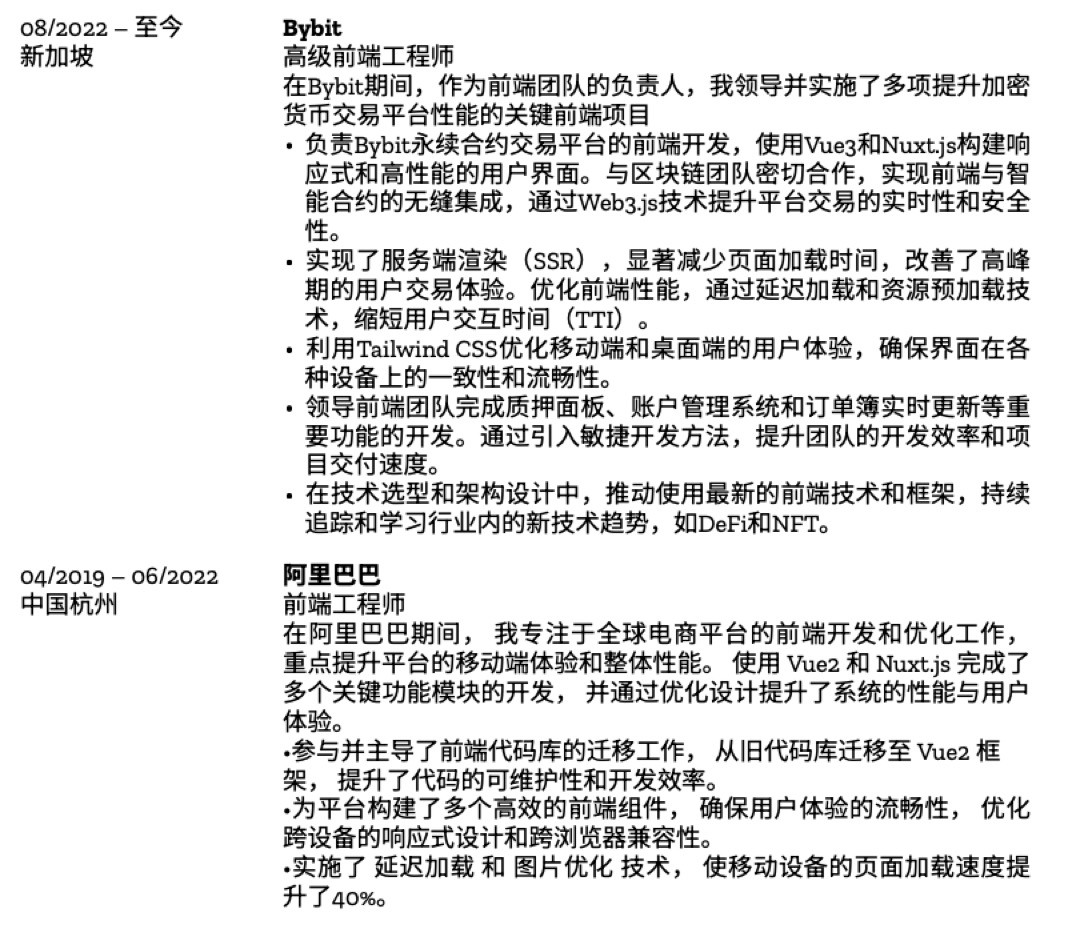 08/2022 – 至今
新加坡
Bybit
高级前端工程师
在Bybit期间，作为前端团队的负责人，我领导并实施了多项提升加密
货币交易平台性能的关键前端项目
• 负责Bybit永续合约交易平台的前端开发，使用Vue3和Nuxt.js构建响
应式和高性能的用户界面。与区块链团队密切合作，实现前端与智
能合约的无缝集成，通过Web3.js技术提升平台交易的实时性和安全
性。
• 实现了服务端渲染（SSR），显著减少页面加载时间，改善了高峰
期的用户交易体验。优化前端性能，通过延迟加载和资源预加载技
术，缩短用户交互时间（TTI）。
• 利用Tailwind CSS优化移动端和桌面端的用户体验，确保界面在各
种设备上的一致性和流畅性。
• 领导前端团队完成质押面板、账户管理系统和订单簿实时更新等重
要功能的开发。通过引入敏捷开发方法，提升团队的开发效率和项
目交付速度。
• 在技术选型和架构设计中，推动使用最新的前端技术和框架，持续
追踪和学习行业内的新技术趋势，如DeFi和NFT。
04/2019 – 06/2022
中国杭州
阿里巴巴
前端工程师
在阿里巴巴期间， 我专注于全球电商平台的前端开发和优化工作，
重点提升平台的移动端体验和整体性能。 使用 Vue2 和 Nuxt.js 完成了
多个关键功能模块的开发， 并通过优化设计提升了系统的性能与用户
体验。
•参与并主导了前端代码库的迁移工作， 从旧代码库迁移至 Vue2 框
架， 提升了代码的可维护性和开发效率。
•为平台构建了多个高效的前端组件， 确保用户体验的流畅性， 优化
跨设备的响应式设计和跨浏览器兼容性。
•实施了 延迟加载 和 图片优化 技术， 使移动设备的页面加载速度提
升了40%。